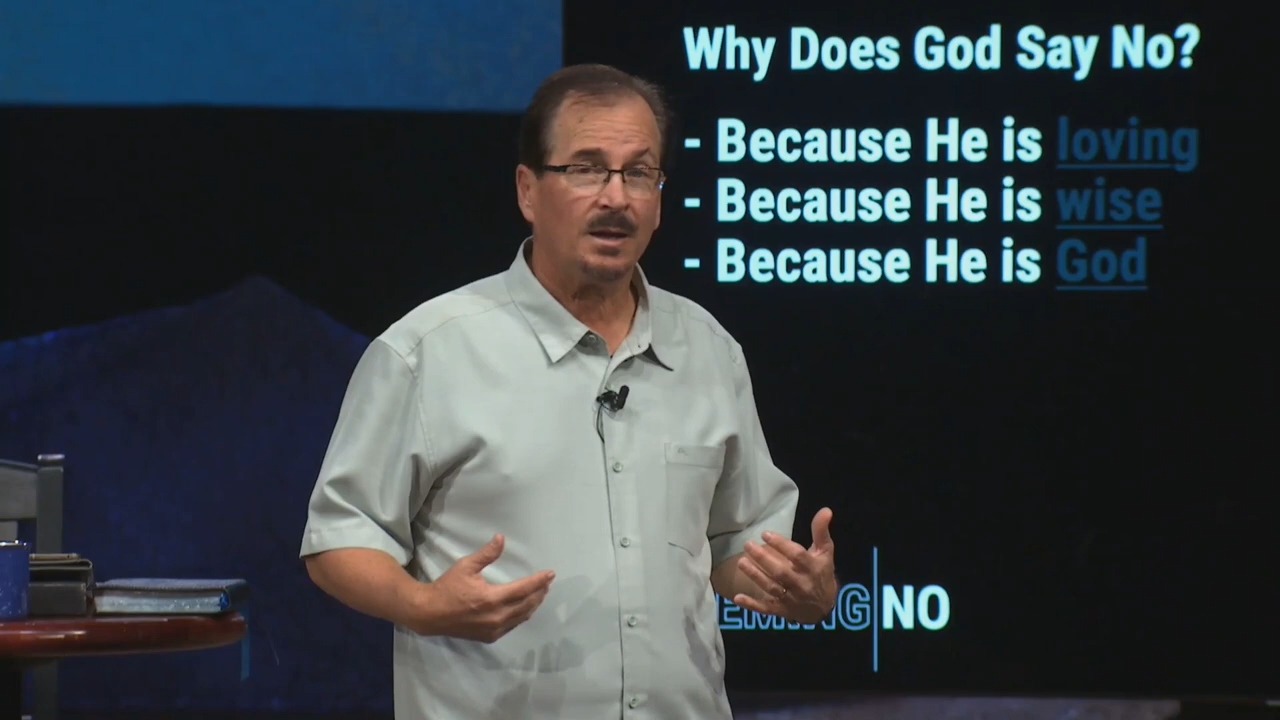 Why Does God Say No?
- Because He is loving
- Because He is wise
- Because He is God
NO